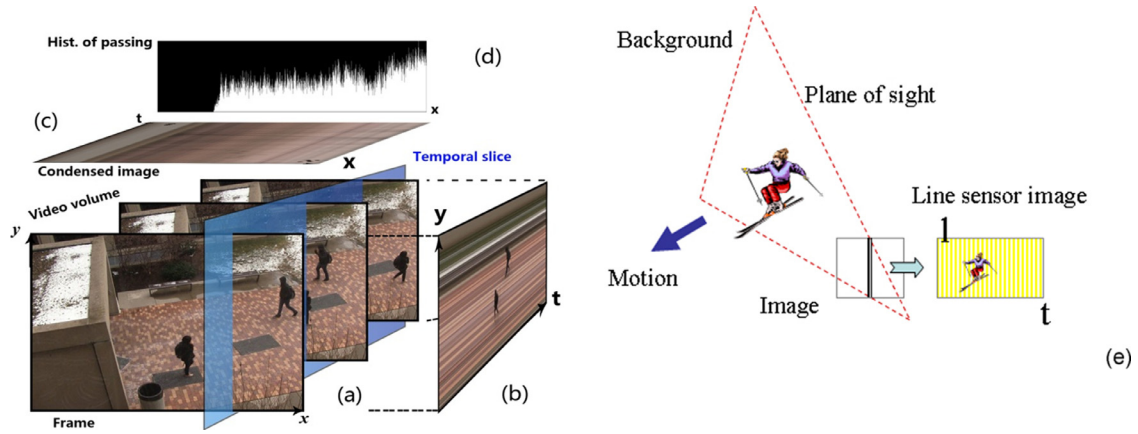 Hist. of passing
(d)
t
x
(c)
x
Condensed image
Temporal slice
Video volume
y
y
t
x
(a)
(b)
Frame
Background
Plane of sight
Line sensor image
l
Motion
Image
t
(e)